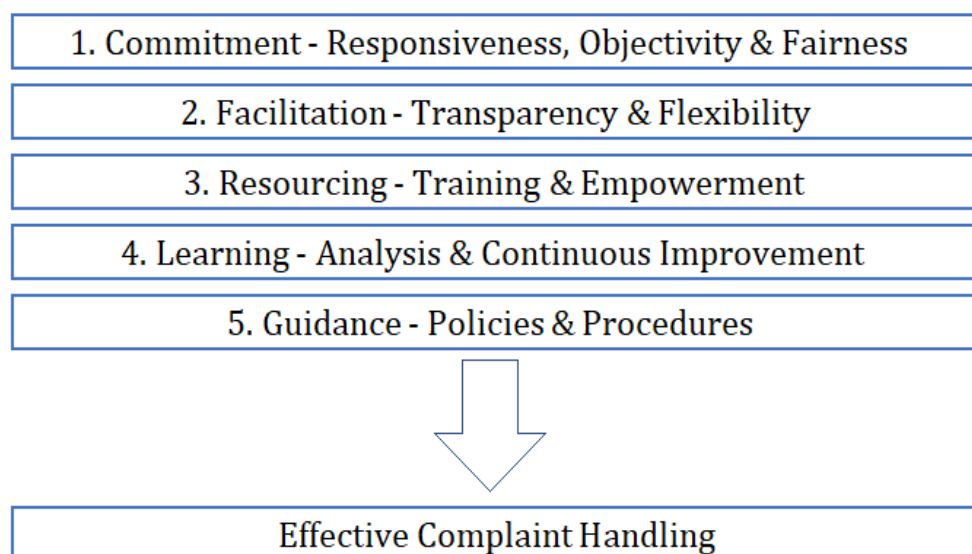 1. Commitment - Responsiveness, Objectivity & Fairness
2. Facilitation - Transparency & Flexibility
3. Resourcing - Training & Empowerment
4. Learning - Analysis & Continuous Improvement
5. Guidance - Policies & Procedures
Effective Complaint Handling